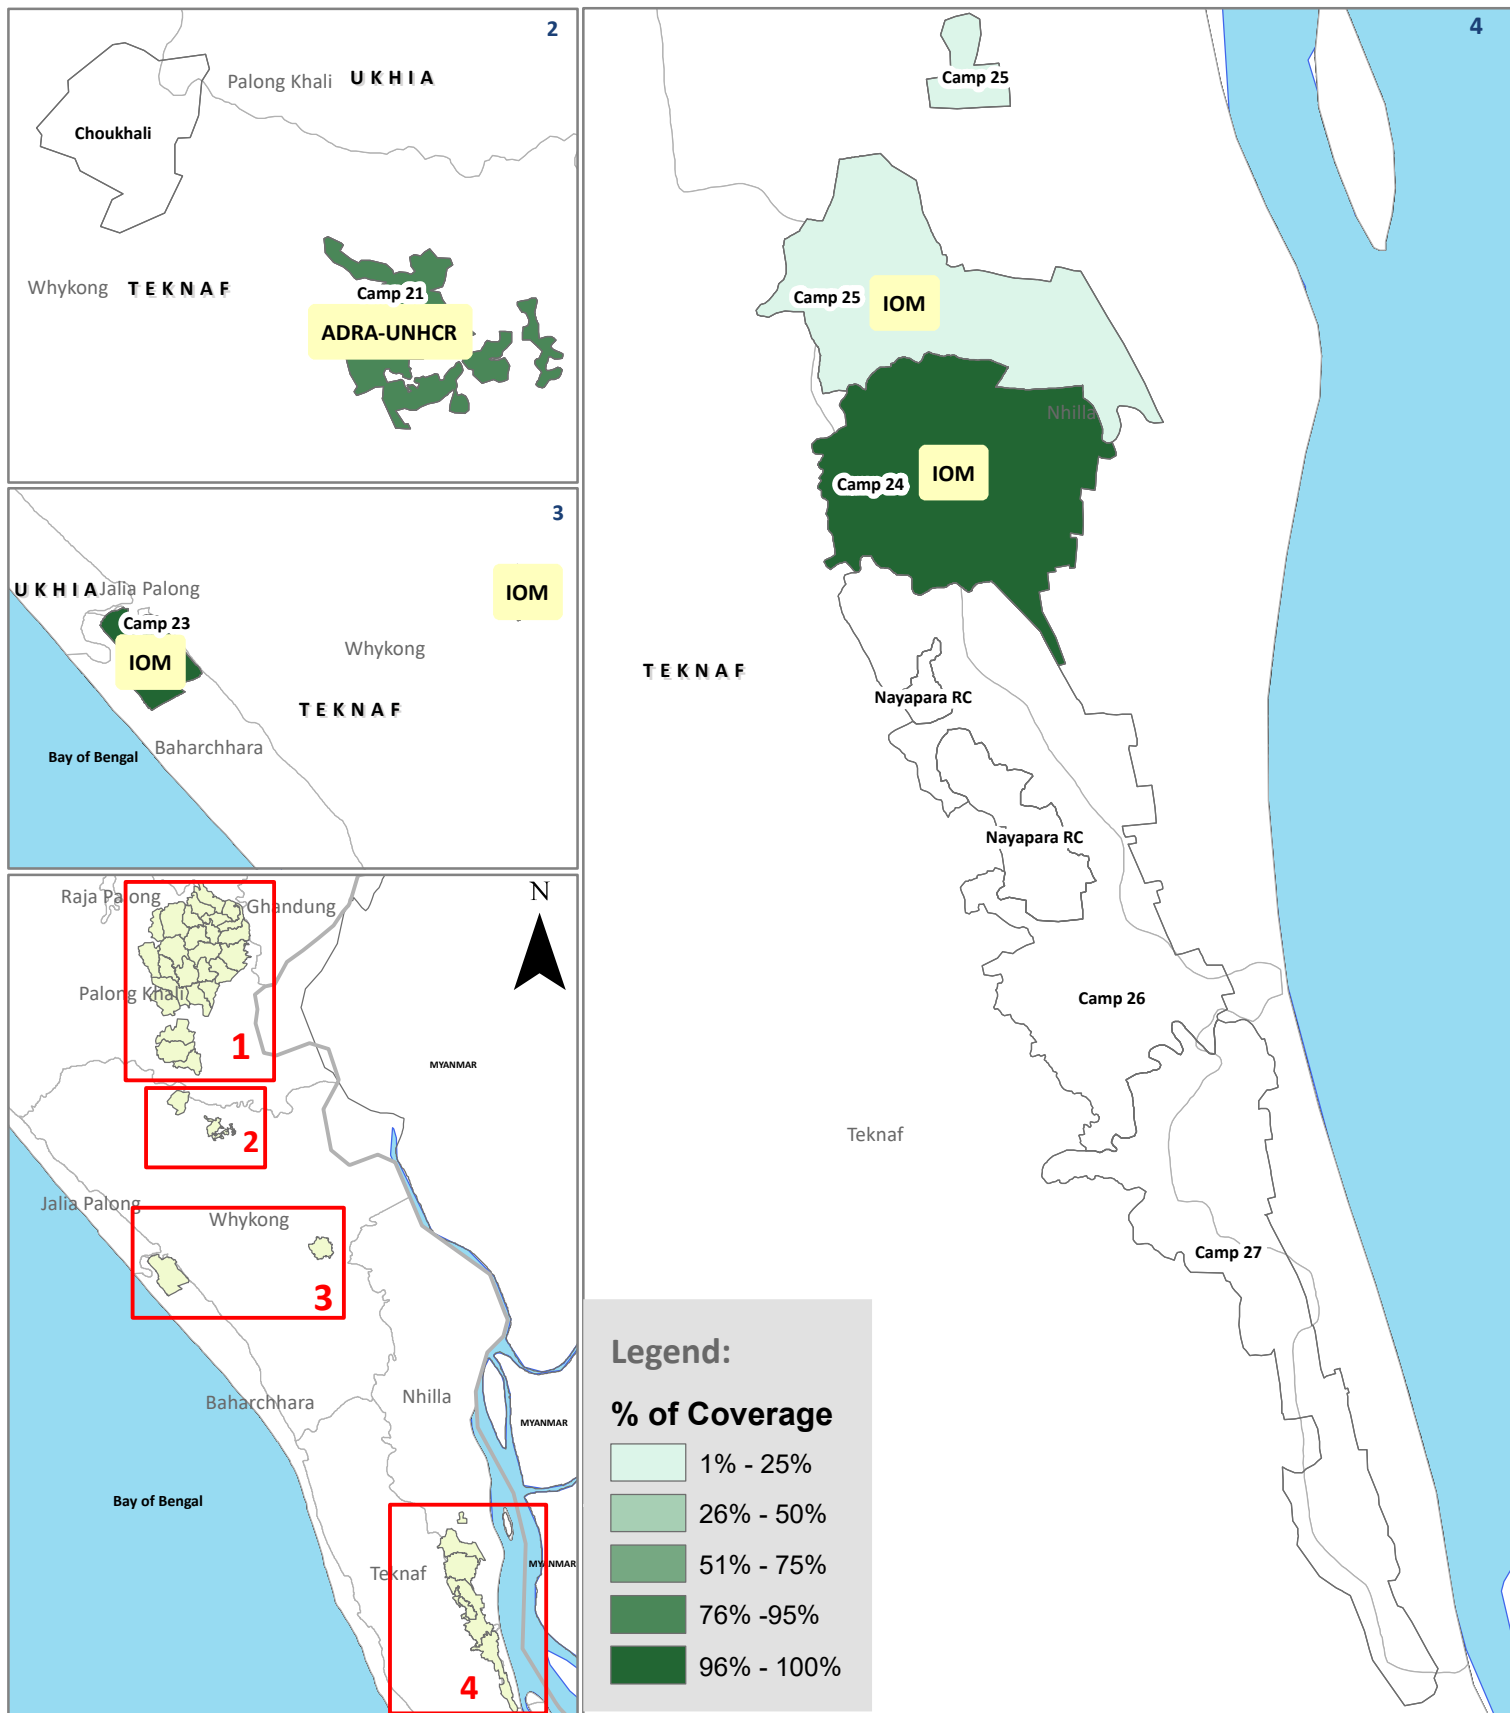 2
Palong Khali UKHIA
Choukhali
Whykong TEKNAF
Camp 21
ADRA-UNHCR
3
UKHIA Jalia Palong
IOM
Camp 23
IOM
Whykong
TEKNAF
Baharchhara
Bay of Bengal
Raja Palong
Ghandung
N
Palong Khali
1
MYANMAR
2
Jalia Palong
Whykong
3
Baharchhara
Nhilla
MYANMAR
Bay of Bengal
MYANMAR
Teknaf
4
4
Camp 25
Camp 25
IOM
Nhilla
Camp 24
IOM
TEKNAF
Nayapara RC
Nayapara RC
Camp 26
Teknaf
Camp 27
Legend:
% of Coverage
1% - 25%
26% - 50%
51% - 75%
76% -95%
96% - 100%